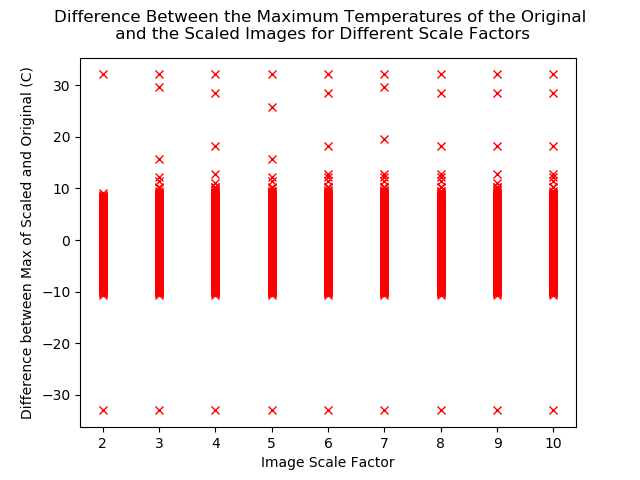 Difference Between the Maximum Temperatures of the Original
and the Scaled Images for Different Scale Factors
Difference between Max of Scaled and Original (C)
30
20
10
0
−10
−20
−30
2 3 4 5 6 7 8 9 10
Image Scale Factor